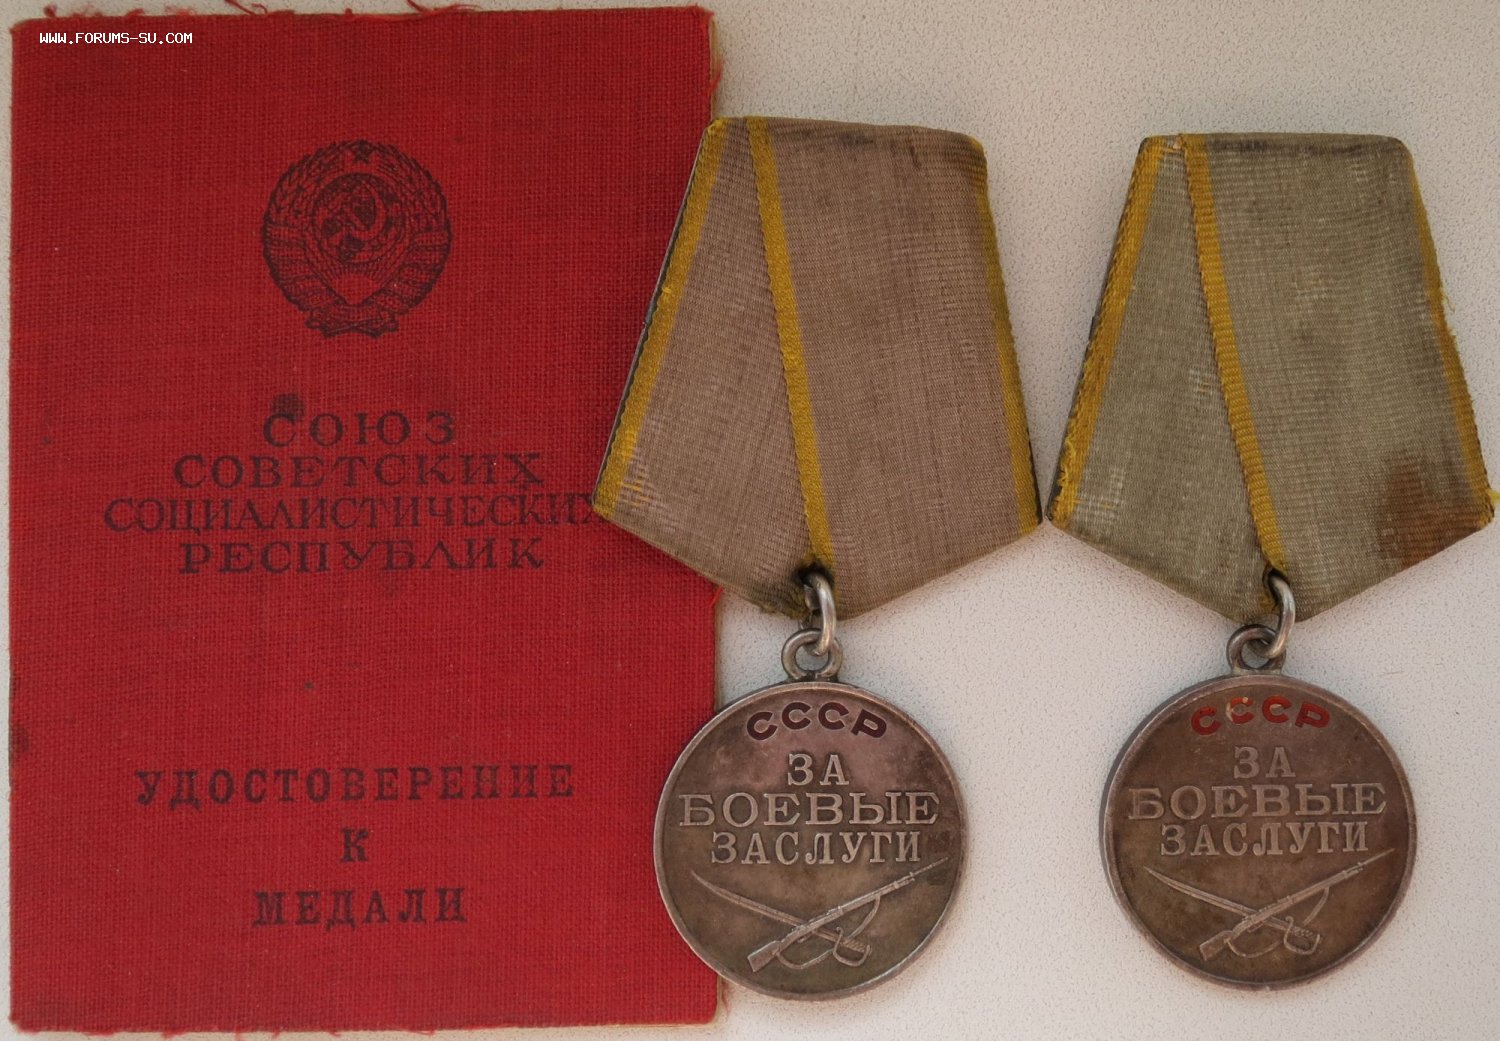 WWW.FORUMS-SU.COM
СОЮЗ
СОВЕТСКИХ
СОЦИАЛИСТИЧЕСКИХ
РЕСПУБЛИК
УДОСТОВЕРЕНИЕ
К
МЕДАЛИ
СССР
ЗА
БОЕВЫЕ
ЗАСЛУГИ
СССР
ЗА
БОЕВЫЕ
ЗАСЛУГИ